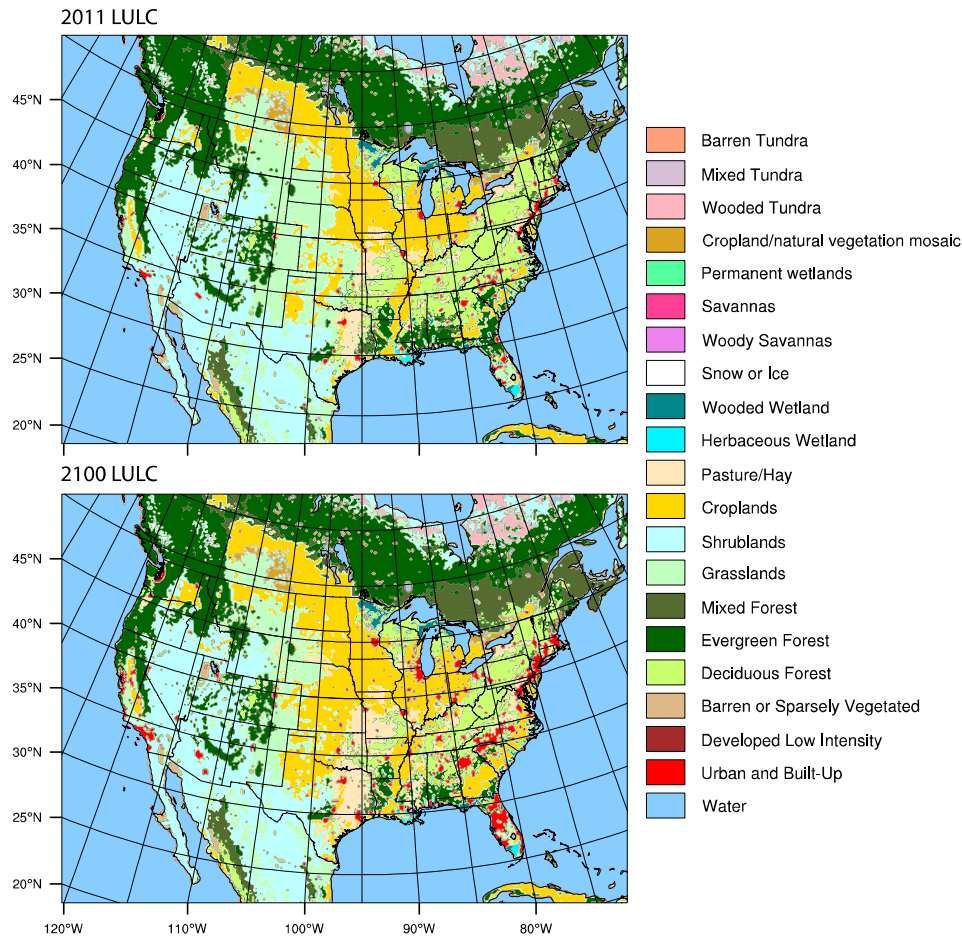 2011 LULC
45°N
40°N
35°N
30°N
25°N
20°N
2100 LULC
45°N
40°N
35°N
30°N
25°N
20°N
120°W
110°W
100°W
90°W
80°W
Barren Tundra
Mixed Tundra
Wooded Tundra
Cropland/natural vegetation mosaic
Permanent wetlands
Savannas
Woody Savannas
Snow or Ice
Wooded Wetland
Herbaceous Wetland
Pasture/Hay
Croplands
Shrublands
Grasslands
Mixed Forest
Evergreen Forest
Deciduous Forest
Barren or Sparsely Vegetated
Developed Low Intensity
Urban and Built-Up
Water